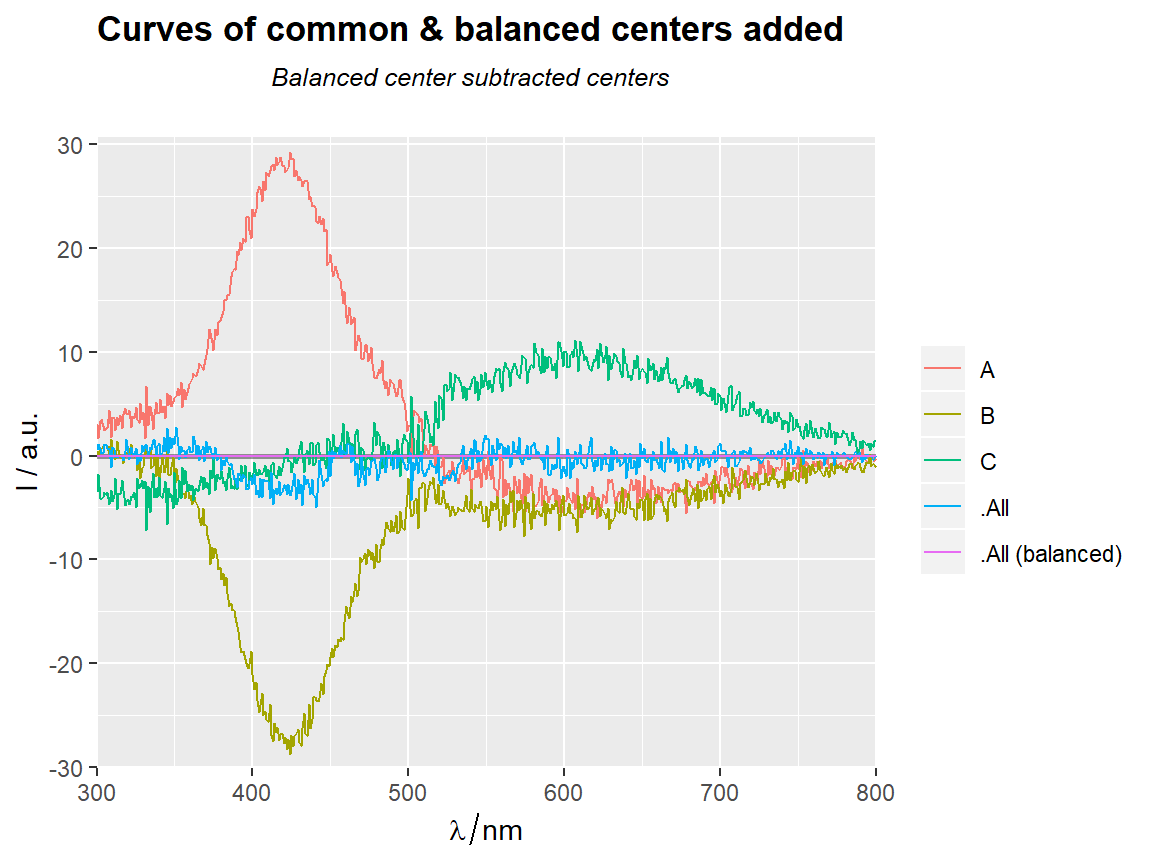 Curves of common & balanced centers added
Balanced center subtracted centers
I / a.u.
30
20
10
0
-10
-20
-30
300
400
500
600
700
800
λ/nm
A
B
C
.All
.All (balanced)